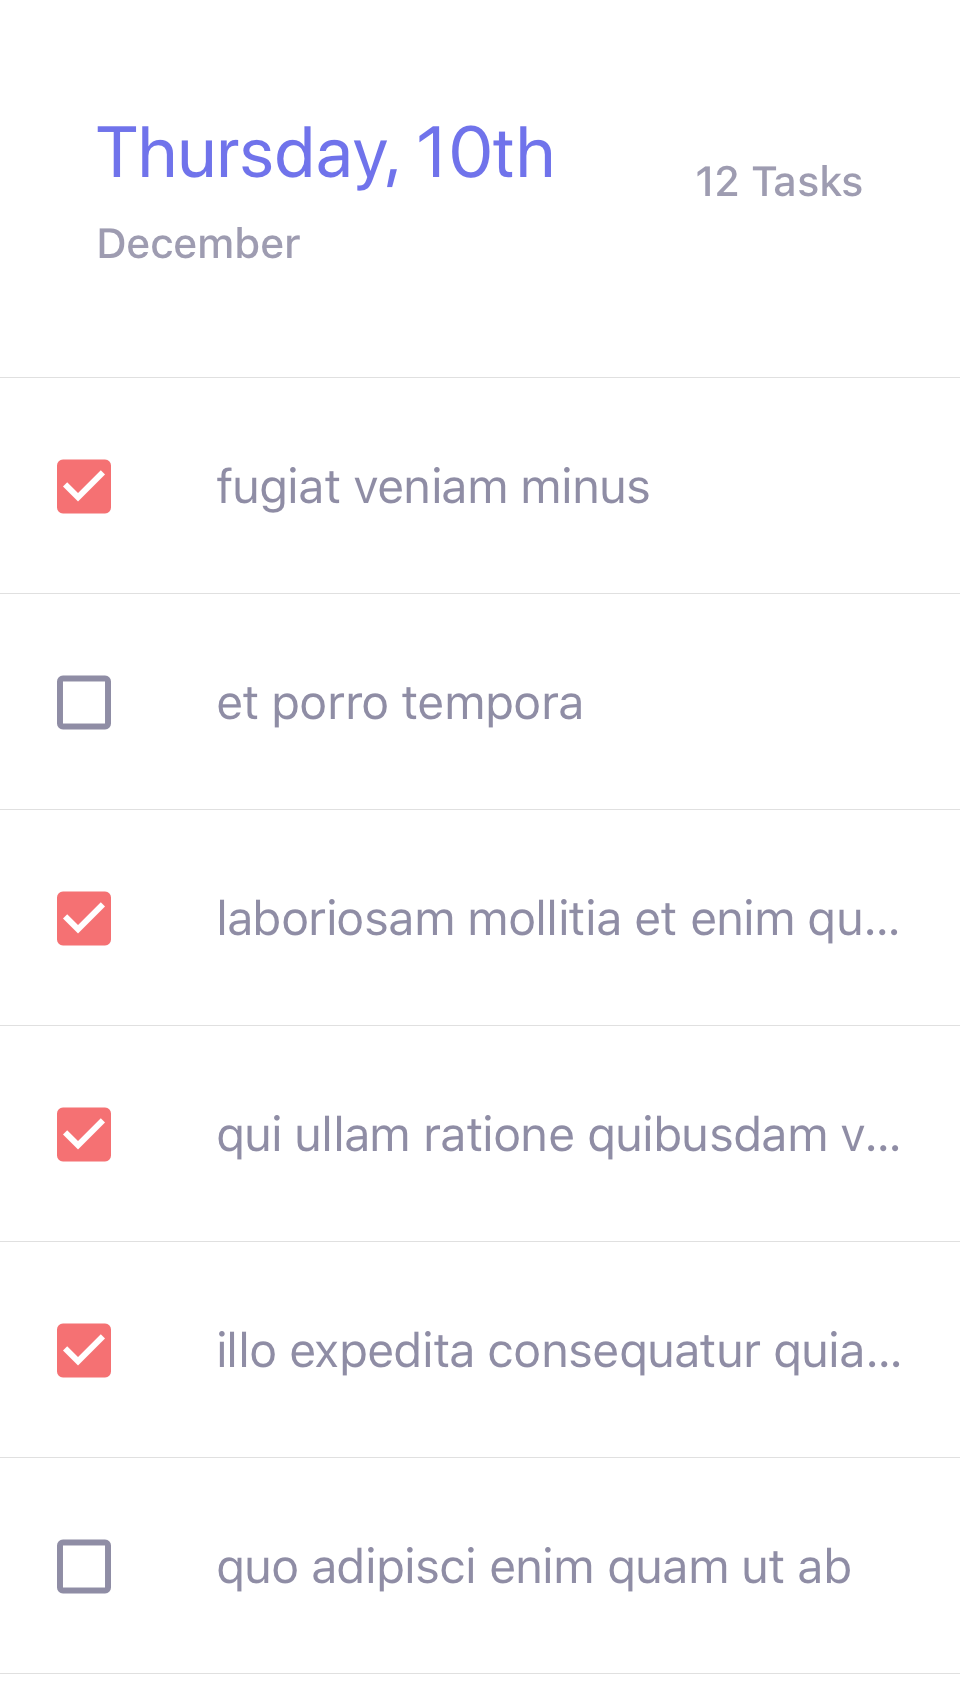 Thursday, 10th
12 Tasks
December
fugiat veniam minus
et porro tempora
laboriosam mollitia et enim qu...
qui ullam ratione quibusdam v...
illo expedita consequatur quia...
quo adipisci enim quam ut ab